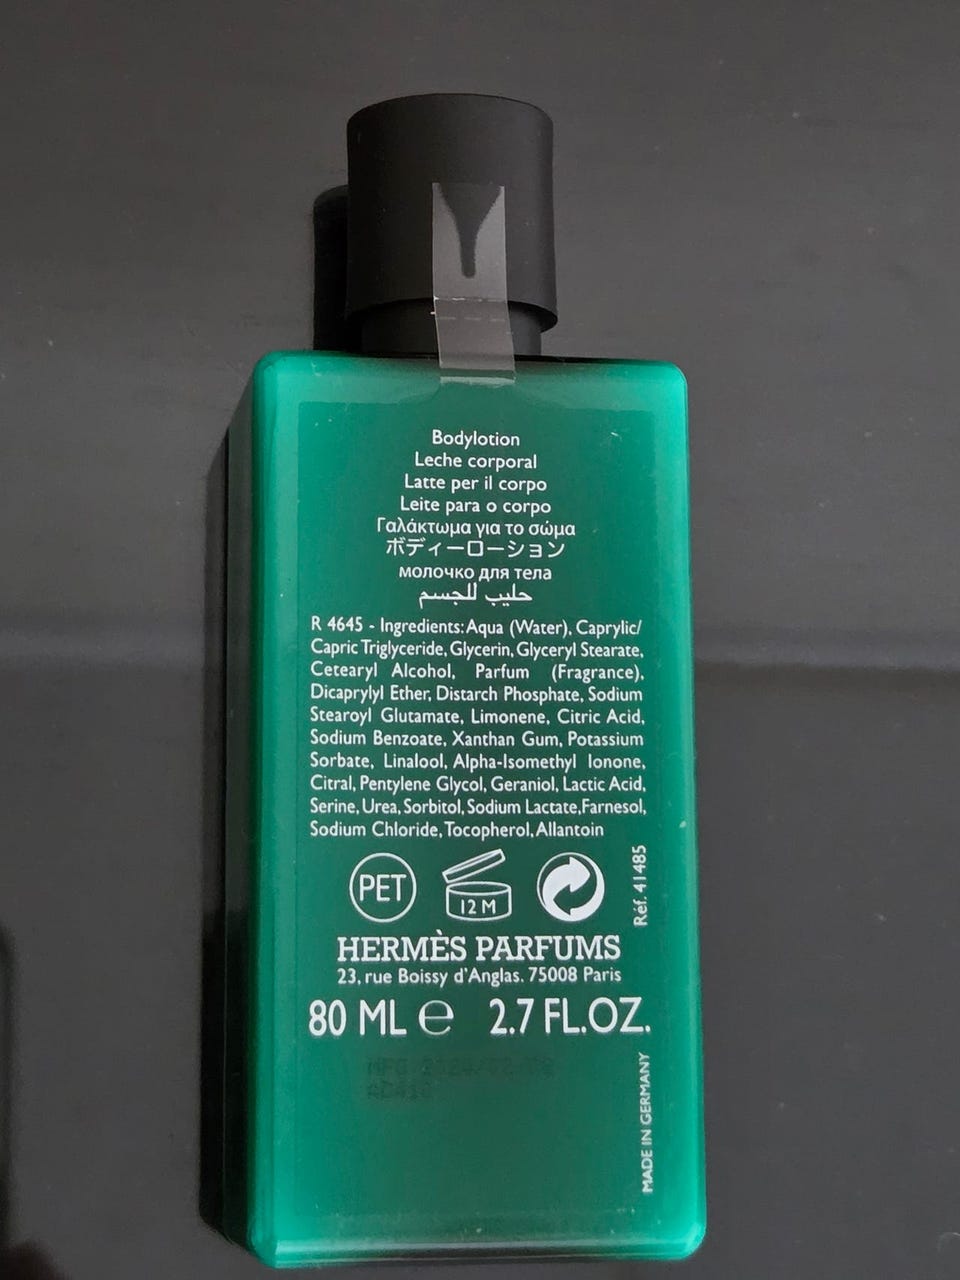 Bodylotion
Leche corporal
Latte per il corpo
Leite para o corpo
Γαλάκτωμα για το σώμα
ボディーローション
молочко для тела
حليب للجسم
R 4645 - Ingredients: Aqua (Water), Caprylic/
Capric Triglyceride, Glycerin, Glyceryl Stearate,
Cetearyl Alcohol, Parfum (Fragrance),
Dicaprylyl Ether, Distarch Phosphate, Sodium
Stearoyl Glutamate, Limonene, Citric Acid,
Sodium Benzoate, Xanthan Gum, Potassium
Sorbate, Linalool, Alpha-Isomethyl Ionone,
Citral, Pentylene Glycol, Geraniol, Lactic Acid,
Serine, Urea, Sorbitol, Sodium Lactate,Farnesol,
Sodium Chloride, Tocopherol, Allantoin
PET
12 M
Réf. 41485
HERMÈS PARFUMS
23, rue Boissy d'Anglas. 75008 Paris
80 ML e 2.7 FL.OZ.
MFG
MADE IN GERMANY